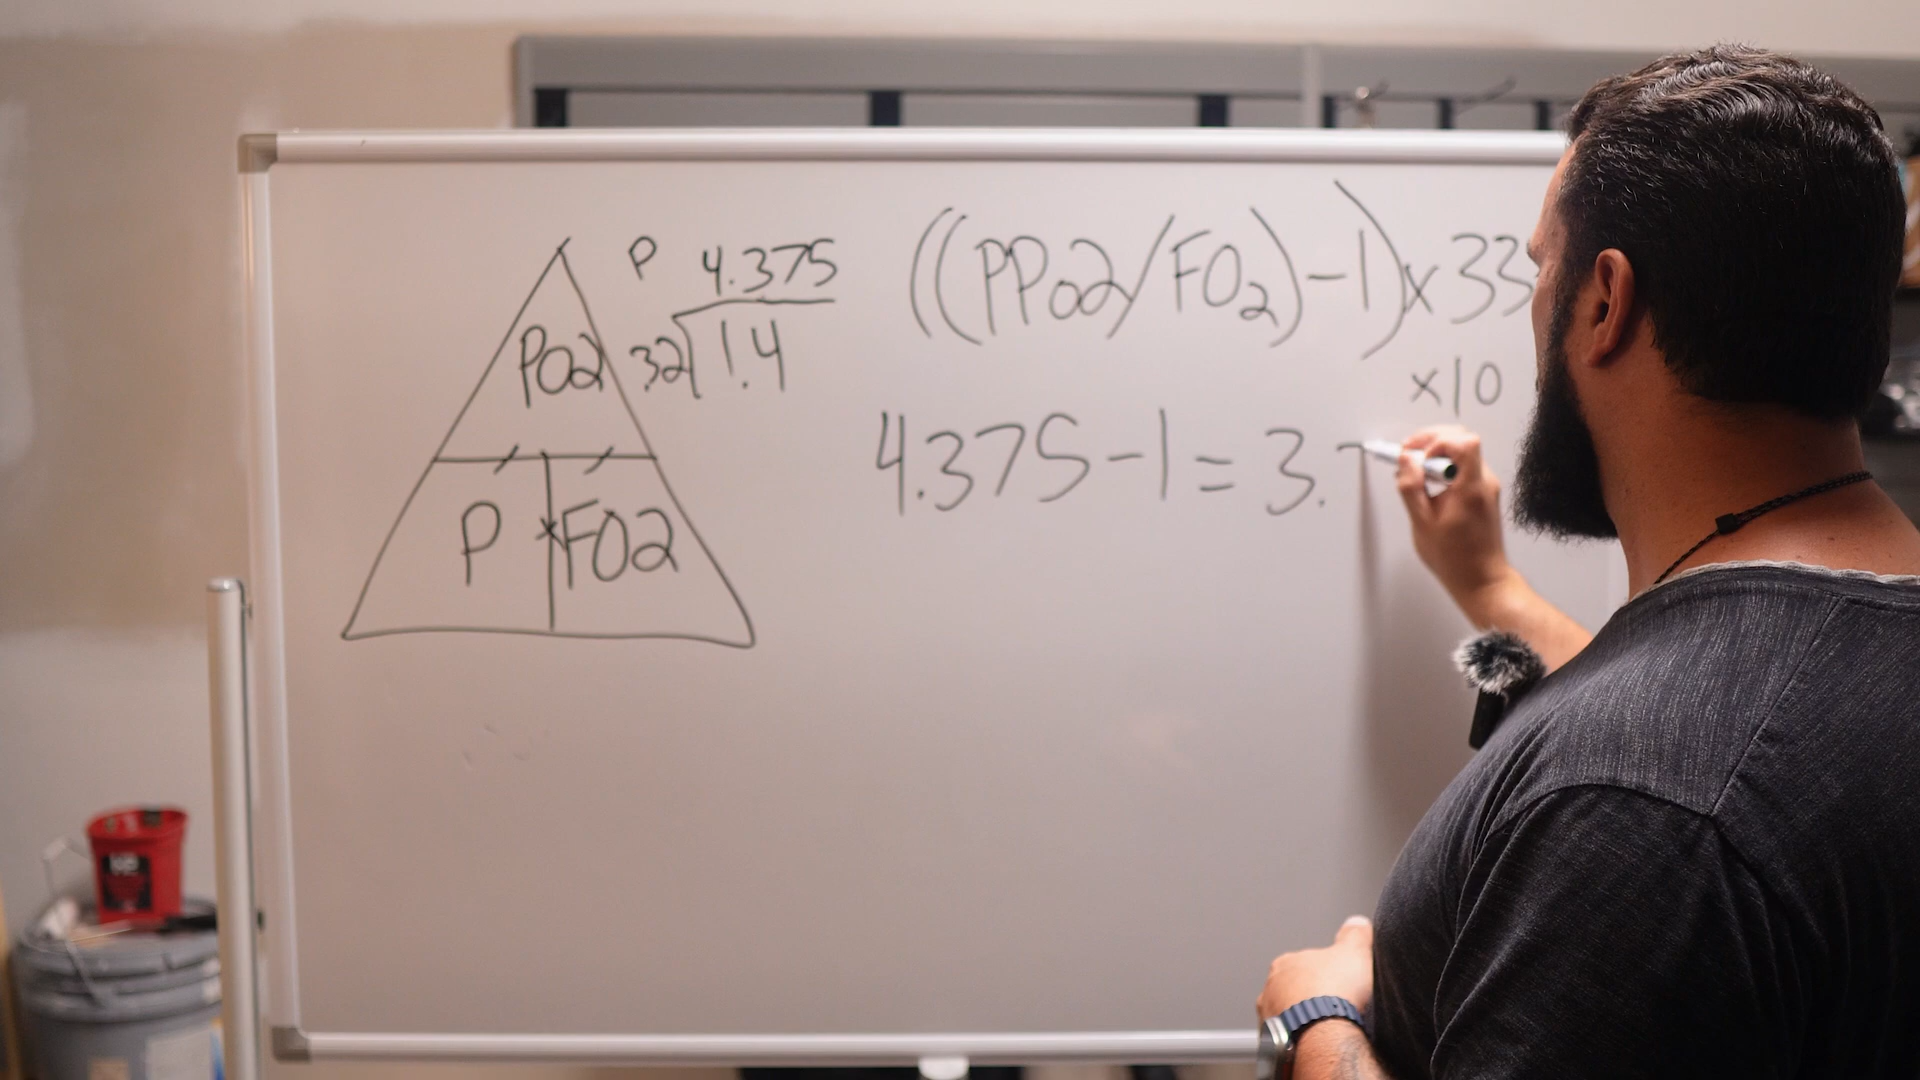 P 4.375
32 1.4
PO2
P x FO2
((PPO2/FO2)-1)x33
x10
4.375-1=3.